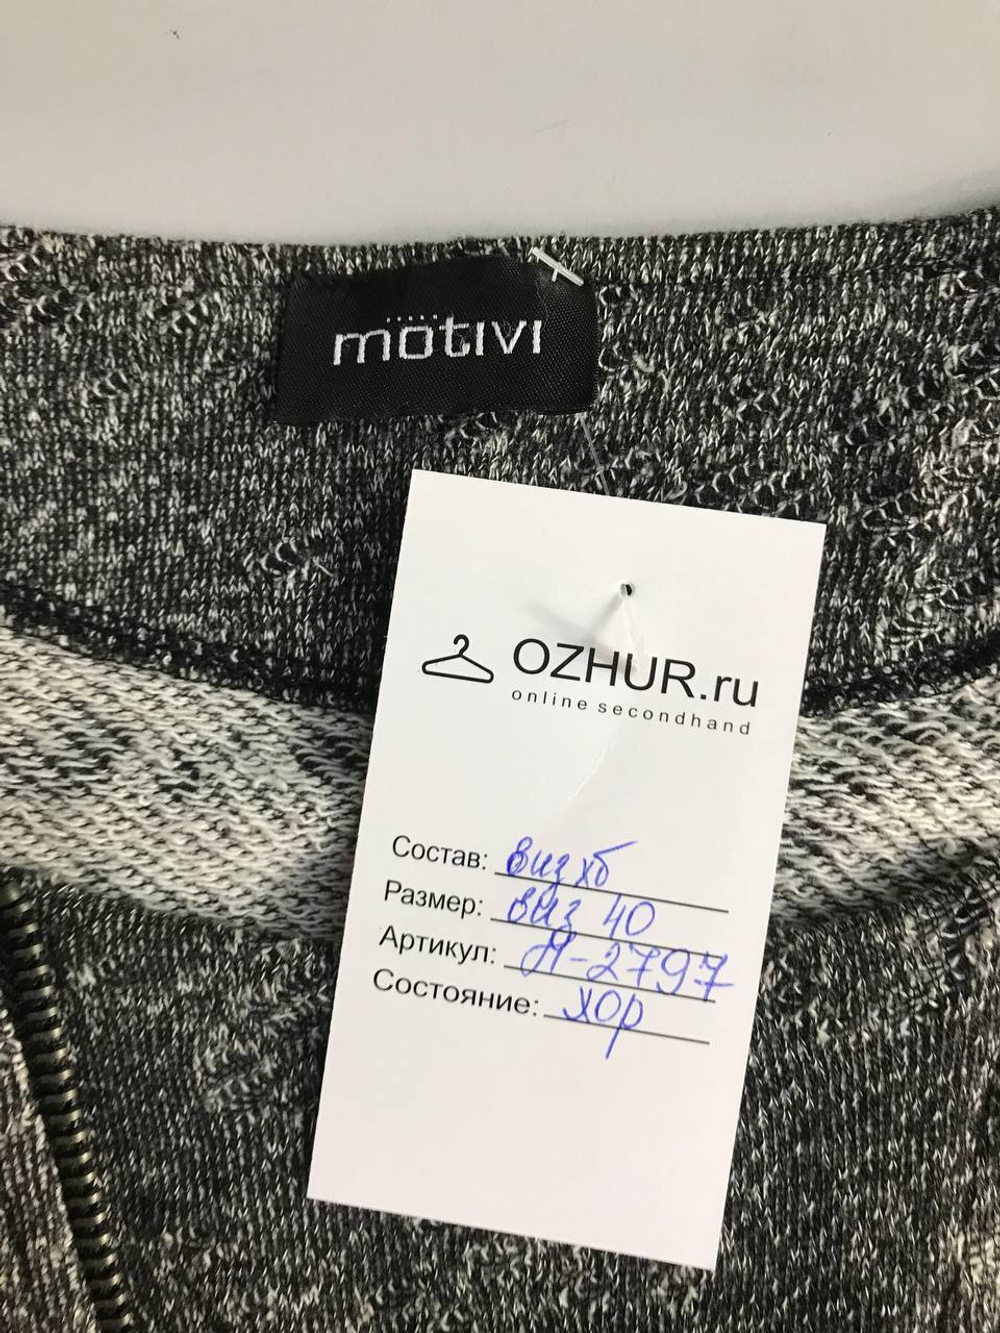 motivi
OZHUR.ru
online secondhand
Состав: виз хб
Размер: виз 40
Артикул: Я-2797
Состояние: хор